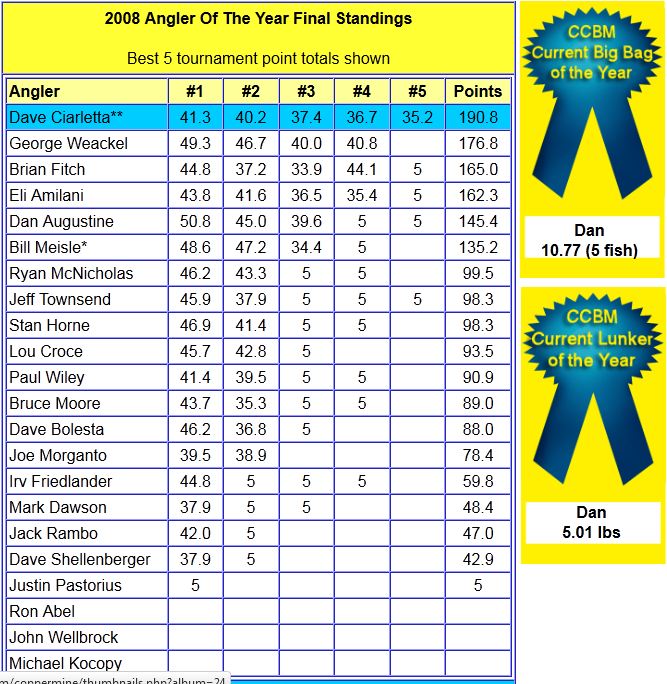 2008 Angler Of The Year Final Standings
Best 5 tournament point totals shown
Angler #1 #2 #3 #4 #5 Points
Dave Ciarletta** 41.3 40.2 37.4 36.7 35.2 190.8
George Weackel 49.3 46.7 40.0 40.8 176.8
Brian Fitch 44.8 37.2 33.9 44.1 5 165.0
Eli Amilani 43.8 41.6 36.5 35.4 5 162.3
Dan Augustine 50.8 45.0 39.6 5 5 145.4
Bill Meisle* 48.6 47.2 34.4 5 135.2
Ryan McNicholas 46.2 43.3 5 5 99.5
Jeff Townsend 45.9 37.9 5 5 5 98.3
Stan Horne 46.9 41.4 5 5 98.3
Lou Croce 45.7 42.8 5 93.5
Paul Wiley 41.4 39.5 5 5 90.9
Bruce Moore 43.7 35.3 5 5 89.0
Dave Bolesta 46.2 36.8 5 88.0
Joe Morganto 39.5 38.9 78.4
Irv Friedlander 44.8 5 5 5 59.8
Mark Dawson 37.9 5 5 48.4
Jack Rambo 42.0 5 47.0
Dave Shellenberger 37.9 5 42.9
Justin Pastorius 5 5
Ron Abel
John Wellbrock
Michael Kocopy
CCBM
Current Big Bag
of the Year
Dan
10.77 (5 fish)
CCBM
Current Lunker
of the Year
Dan
5.01 lbs